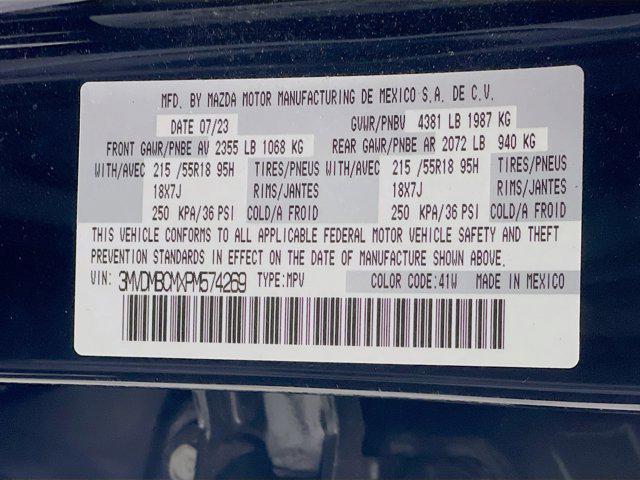 MFD. BY MAZDA MOTOR MANUFACTURING DE MEXICO S.A. DE C.V.
DATE 07/23 GVWR/PNBV 4381 LB 1987 KG
FRONT GAWR/PNBE AV 2355 LB 1068 KG REAR GAWR/PNBE AR 2072 LB 940 KG
WITH/AVEC 215 /55R18 95H TIRES/PNEUS WITH/AVEC 215 /55R18 95H TIRES/PNEUS
18X7J RIMS/JANTES 18X7J RIMS/JANTES
250 KPA/36 PSI COLD/A FROID 250 KPA/36 PSI COLD/A FROID
THIS VEHICLE CONFORMS TO ALL APPLICABLE FEDERAL MOTOR VEHICLE SAFETY AND THEFT
PREVENTION STANDARDS IN EFFECT ON THE DATE OF MANUFACTURE SHOWN ABOVE.
VIN: 3MVDMBCMXPM574269 TYPE:MPV COLOR CODE:41W MADE IN MEXICO